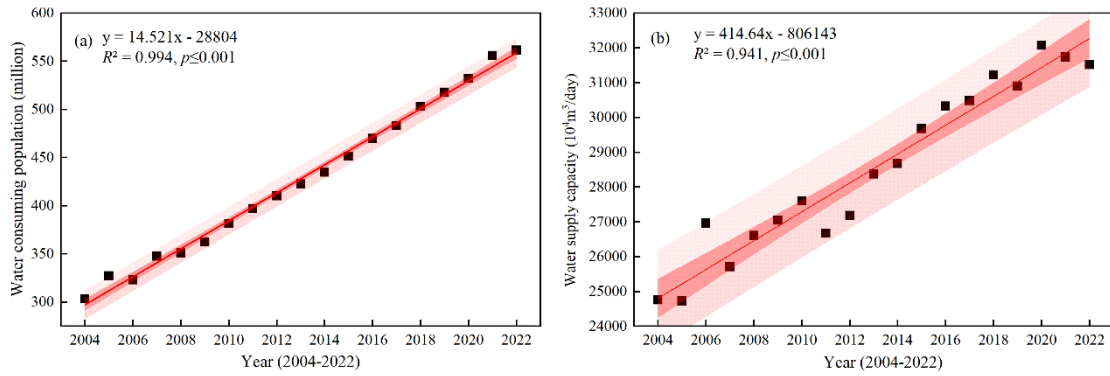 (a)
y = 14.521x - 28804
R² = 0.994, p≤0.001
Water consuming population (million)
600
550
500
450
400
350
300
2004 2006 2008 2010 2012 2014 2016 2018 2020 2022
Year (2004-2022)
(b)
y = 414.64x - 806143
R² = 0.941, p≤0.001
Water supply capacity (10⁴m³/day)
33000
32000
31000
30000
29000
28000
27000
26000
25000
24000
2004 2006 2008 2010 2012 2014 2016 2018 2020 2022
Year (2004-2022)